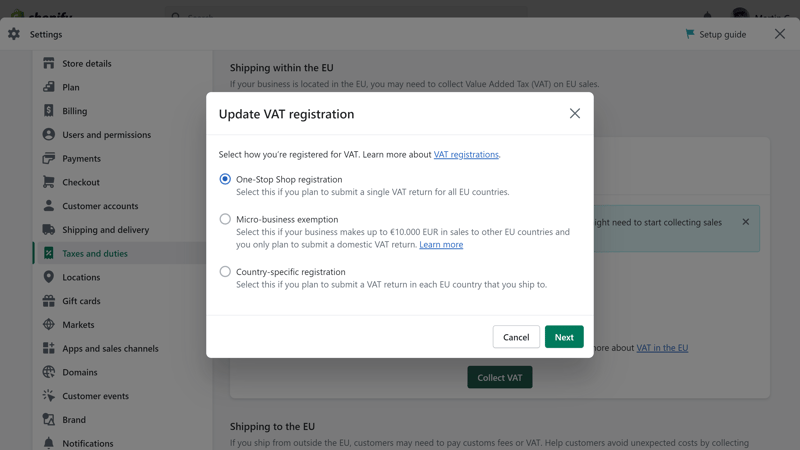 shopify
Search
Settings
Setup guide
Store details
Plan
Billing
Users and permissions
Payments
Checkout
Customer accounts
Shipping and delivery
Taxes and duties
Locations
Gift cards
Markets
Apps and sales channels
Domains
Customer events
Brand
Notifications
Shipping within the EU
If your business is located in the EU, you may need to collect Value Added Tax (VAT) on EU sales.
Update VAT registration
Select how you're registered for VAT. Learn more about VAT registrations.
One-Stop Shop registration
Select this if you plan to submit a single VAT return for all EU countries.
Micro-business exemption
Select this if your business makes up to €10.000 EUR in sales to other EU countries and
you only plan to submit a domestic VAT return. Learn more
Country-specific registration
Select this if you plan to submit a VAT return in each EU country that you ship to.
Cancel
Next
need to start collecting sales
about VAT in the EU
Collect VAT
Shipping to the EU
If you ship from outside the EU, customers may need to pay customs fees or VAT. Help customers avoid unexpected costs by collecting